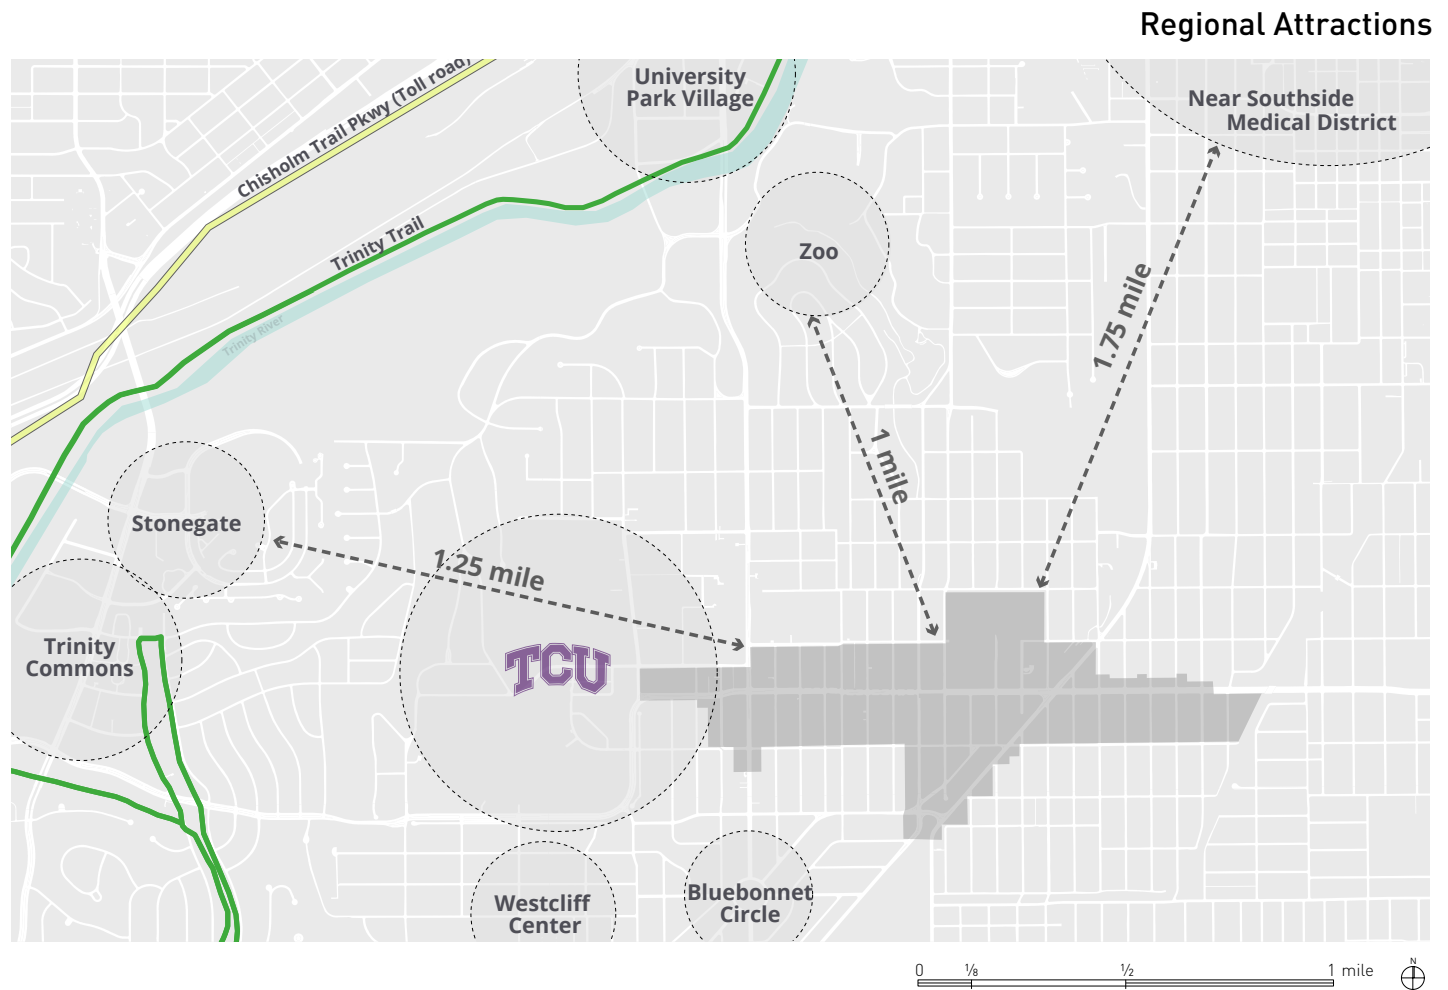 Regional Attractions
University
Park Village
Near Southside
Medical District
Chisholm Trail Pkwy (Toll road)
Trinity Trail
Trinity River
Zoo
1.75 mile
1 mile
Stonegate
1.25 mile
Trinity
Commons
TCU
Westcliff
Center
Bluebonnet
Circle
0 ⅛ ½ 1 mile
N